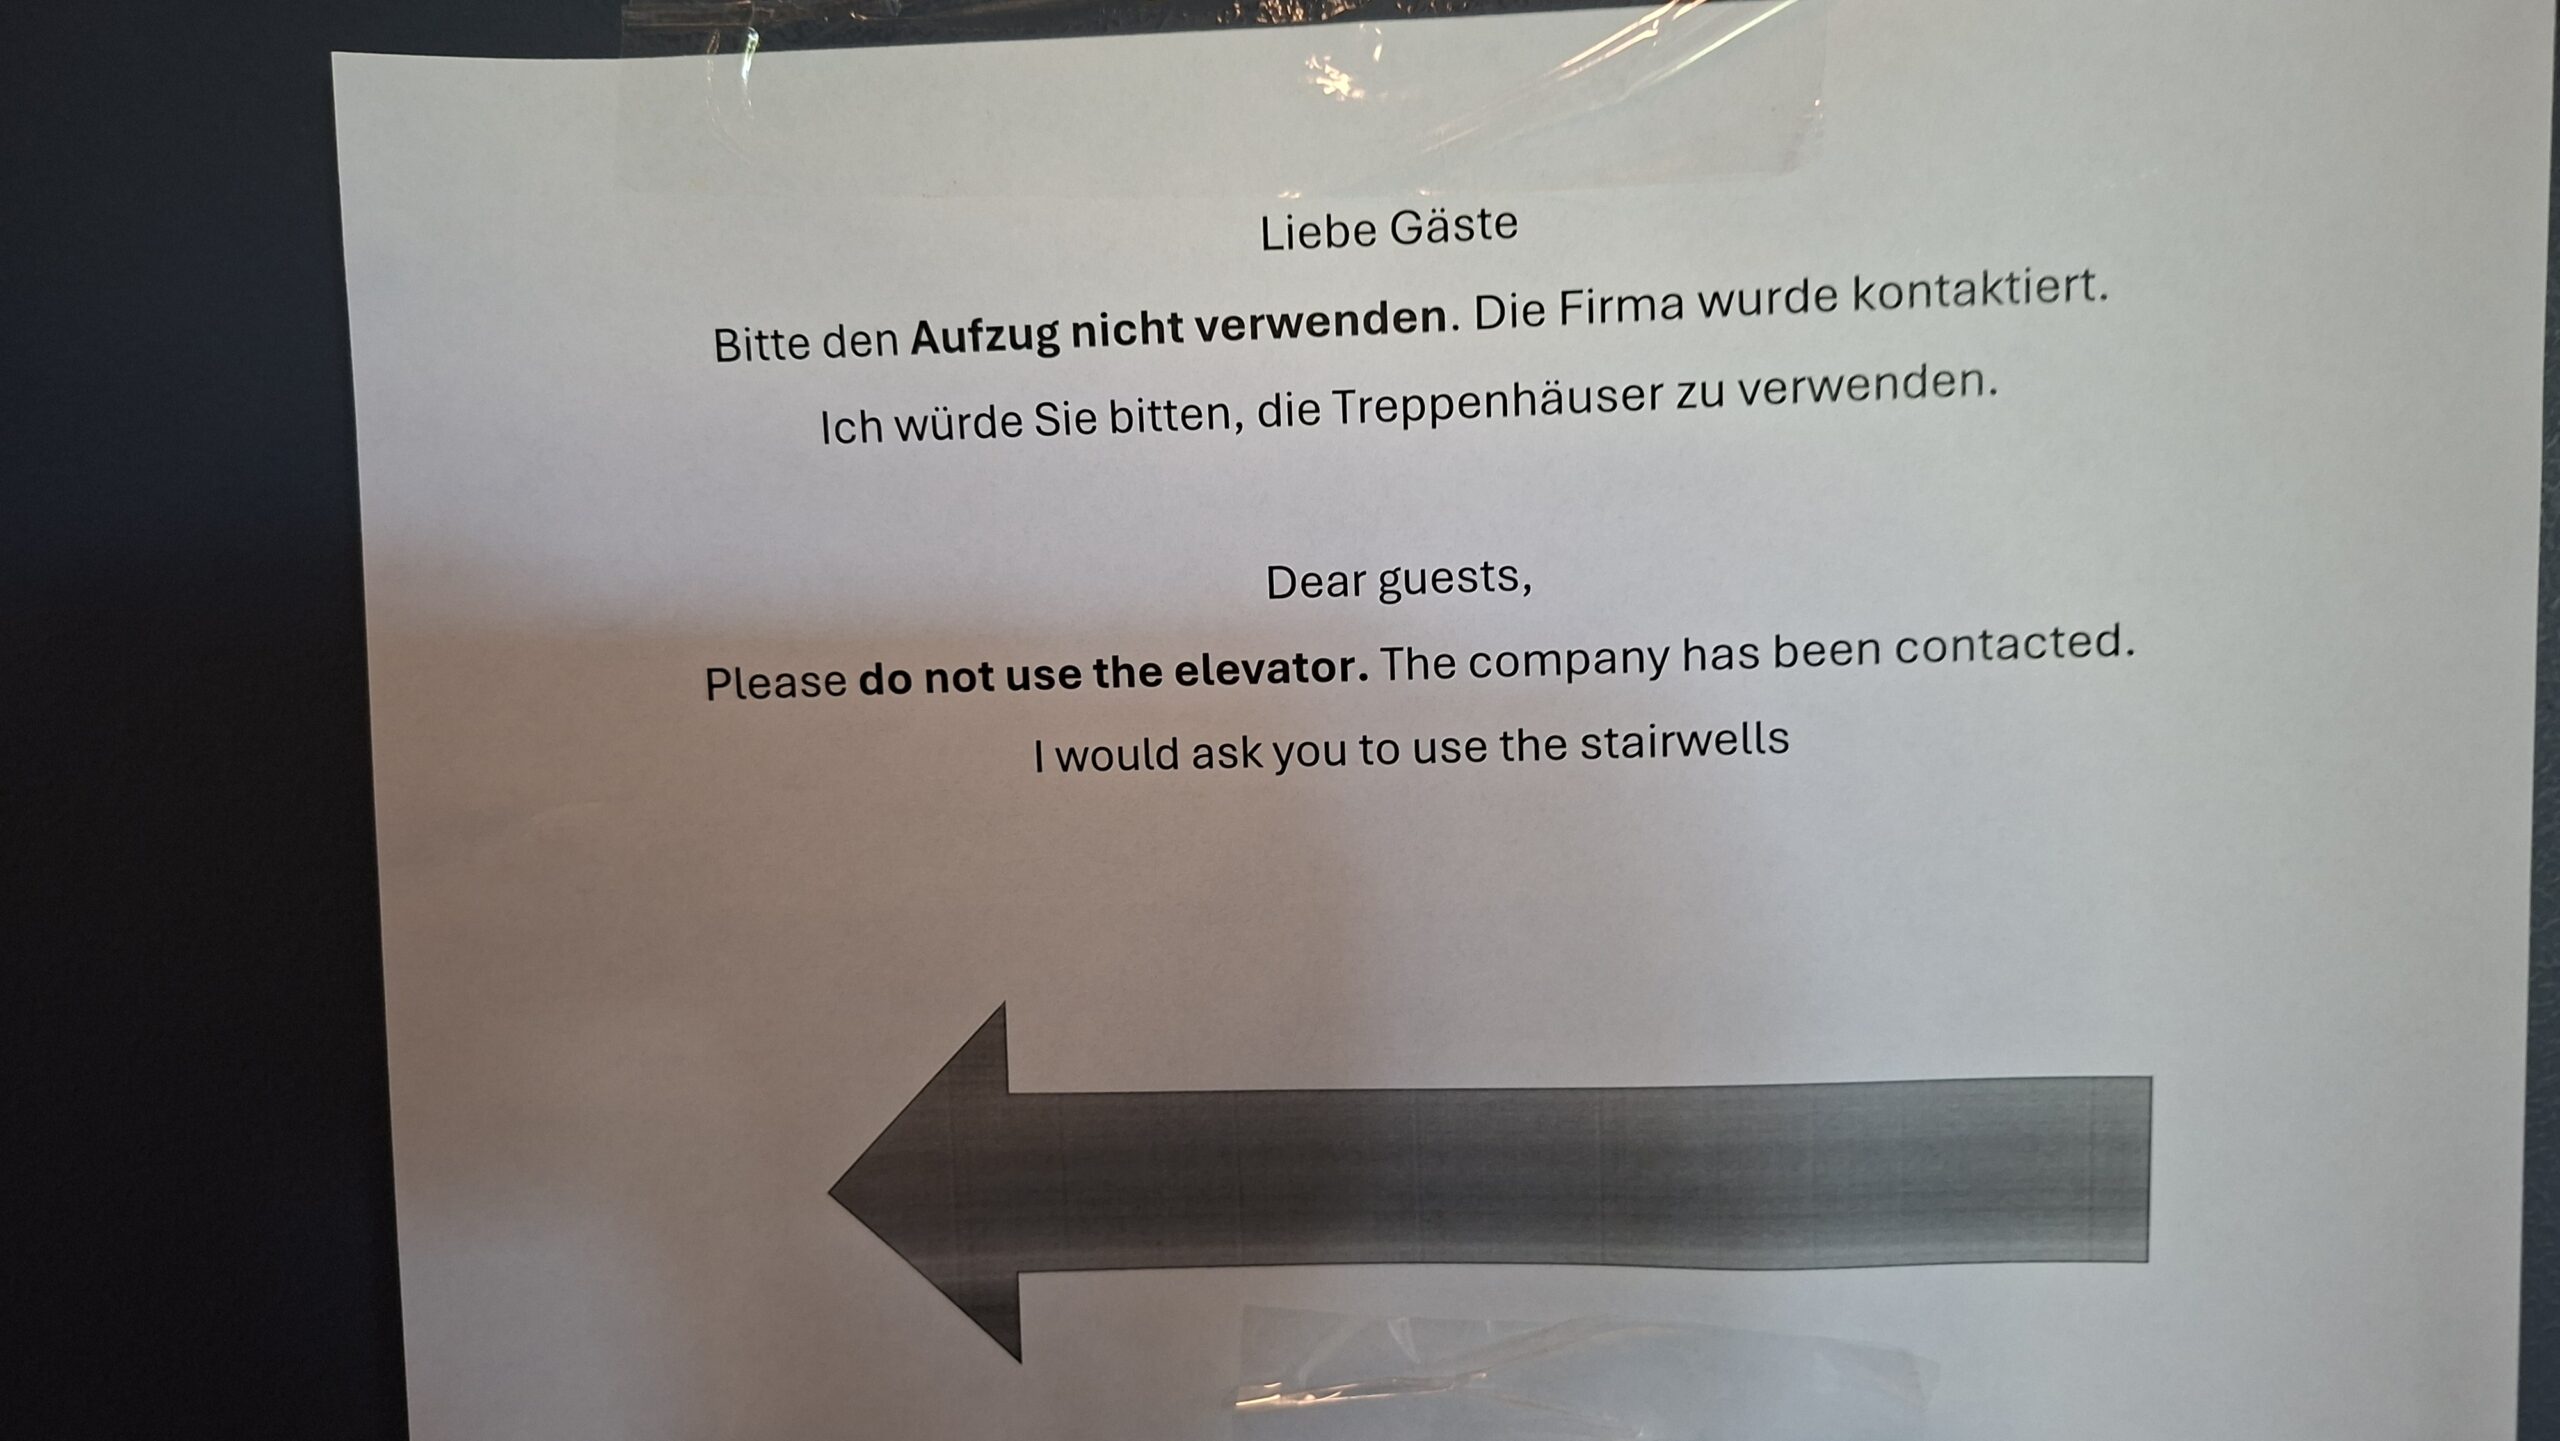 Liebe Gäste
Bitte den Aufzug nicht verwenden. Die Firma wurde kontaktiert.
Ich würde Sie bitten, die Treppenhäuser zu verwenden.
Dear guests,
Please do not use the elevator. The company has been contacted.
I would ask you to use the stairwells